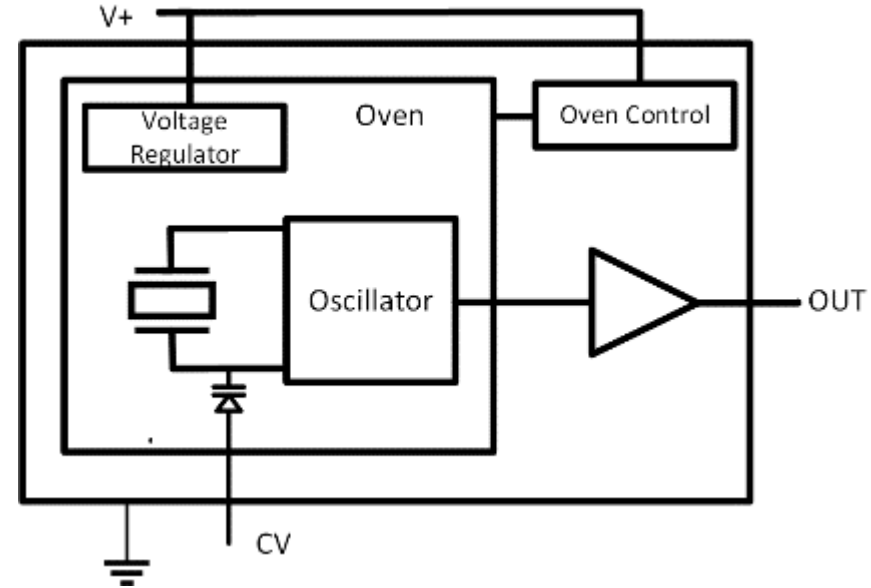 V+
Voltage
Regulator
Oven
Oven Control
Oscillator
OUT
CV